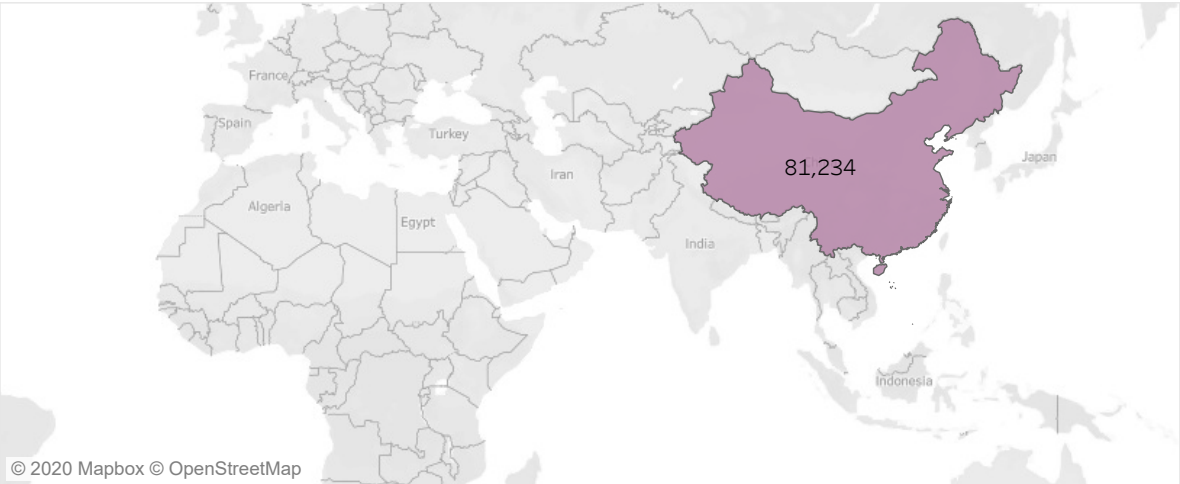 France
Spain
Turkey
Japan
Iran
81,234
Algeria
Egypt
India
Indonesia
© 2020 Mapbox © OpenStreetMap